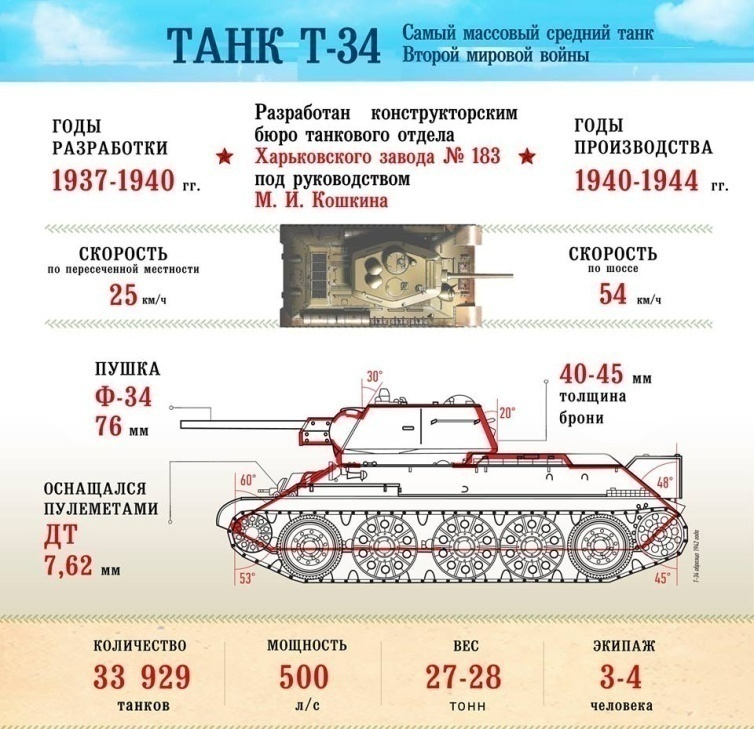 ТАНК Т-34
Самый массовый средний танк
Второй мировой войны
ГОДЫ
РАЗРАБОТКИ
1937-1940 гг.
Разработан конструкторским
бюро танкового отдела
Харьковского завода № 183
под руководством
М. И. Кошкина
ГОДЫ
ПРОИЗВОДСТВА
1940-1944 гг.
СКОРОСТЬ
по пересеченной местности
25 км/ч
СКОРОСТЬ
по шоссе
54 км/ч
ПУШКА
Ф-34
76 мм
30°
20°
40-45 мм
толщина
брони
ОСНАЩАЛСЯ
ПУЛЕМЕТАМИ
ДТ
7,62 мм
60°
48°
53°
45°
Т-34 образца 1942 года
КОЛИЧЕСТВО
33 929
танков
МОЩНОСТЬ
500
л/с
ВЕС
27-28
тонн
ЭКИПАЖ
3-4
человека